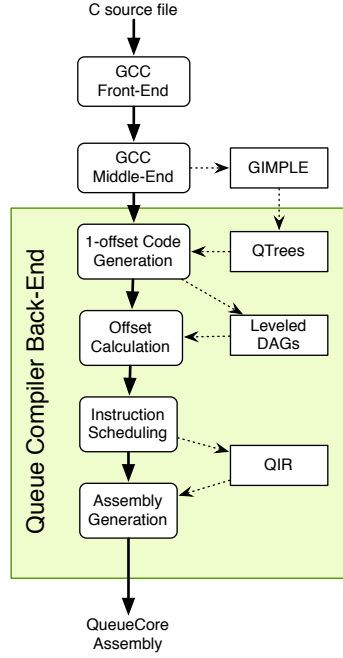 C source file
GCC
Front-End
GCC
Middle-End
GIMPLE
Queue Compiler Back-End
1-offset Code
Generation
QTrees
Offset
Calculation
Leveled
DAGs
Instruction
Scheduling
QIR
Assembly
Generation
QueueCore
Assembly